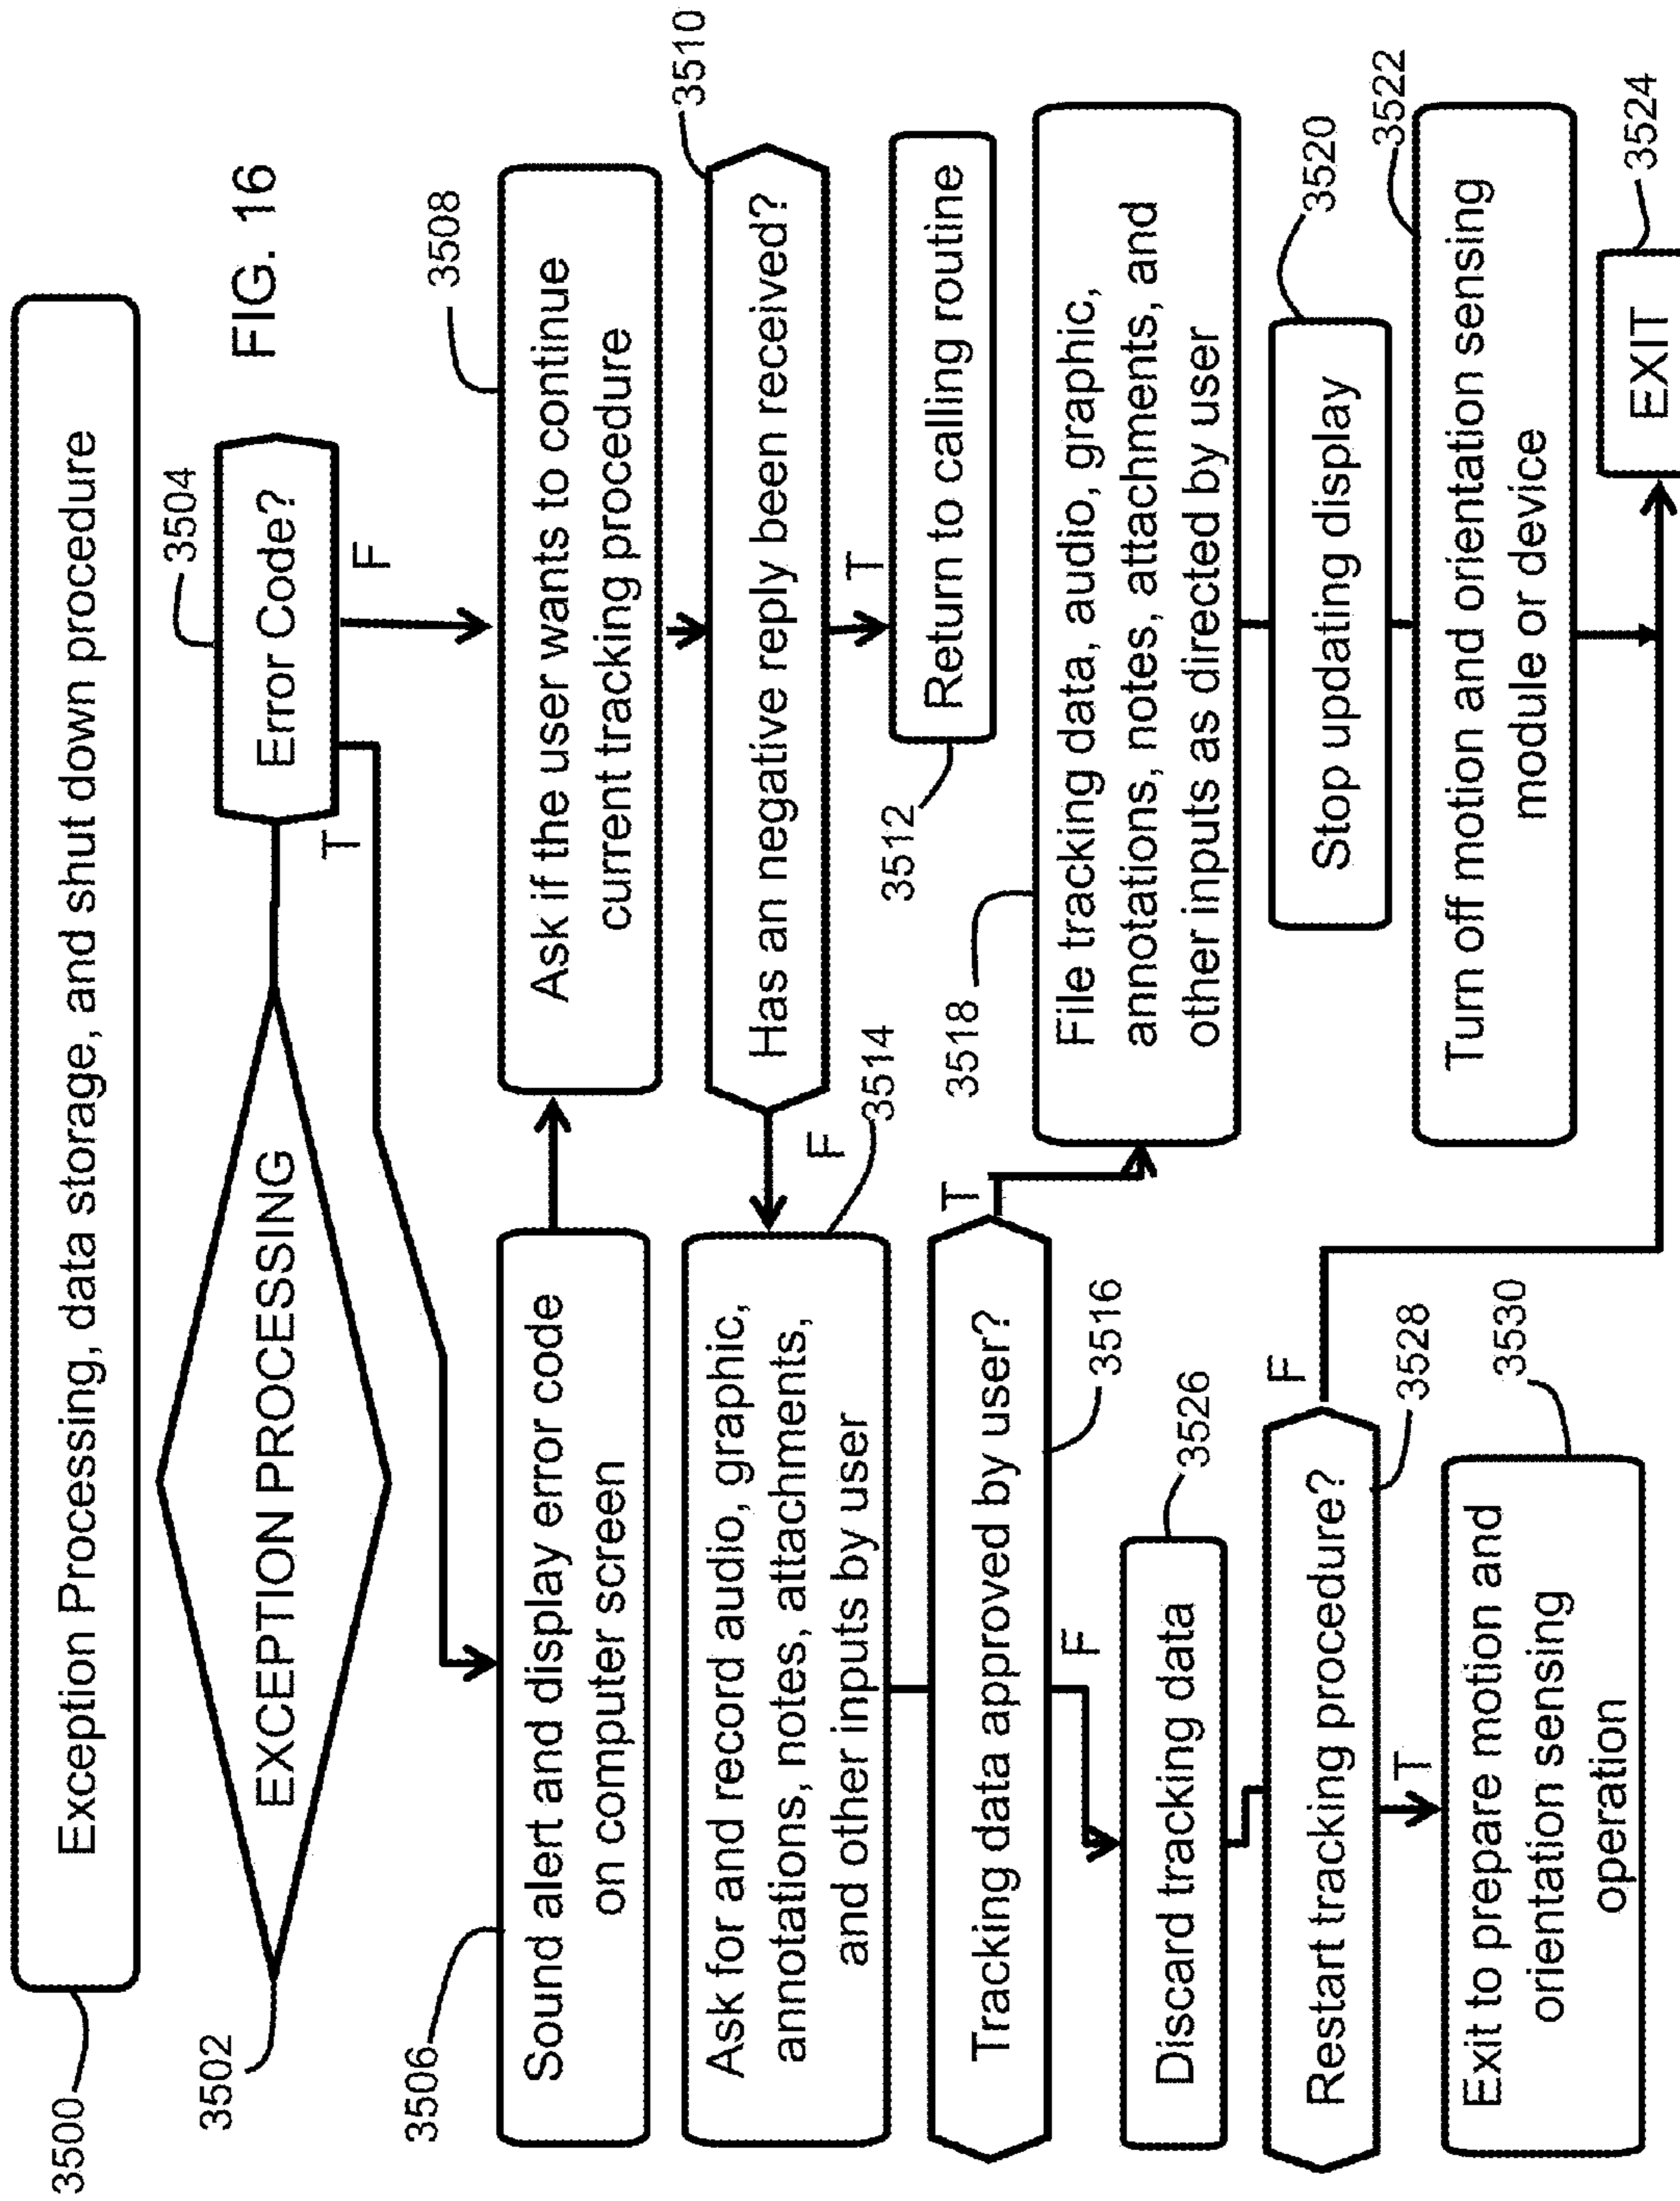 3500
Exception Processing, data storage, and shut down procedure
FIG. 16
3502
EXCEPTION PROCESSING
3504
Error Code?
T
F
3506
Sound alert and display error code
on computer screen
3508
Ask if the user wants to continue
current tracking procedure
3510
Has an negative reply been received?
F
T
3512
Return to calling routine
3514
Ask for and record audio, graphic,
annotations, notes, attachments,
and other inputs by user
3516
Tracking data approved by user?
T
F
3518
File tracking data, audio, graphic,
annotations, notes, attachments, and
other inputs as directed by user
3520
Stop updating display
3522
Turn off motion and orientation sensing
module or device
3524
EXIT
3526
Discard tracking data
3528
Restart tracking procedure?
F
T
3530
Exit to prepare motion and
orientation sensing
operation